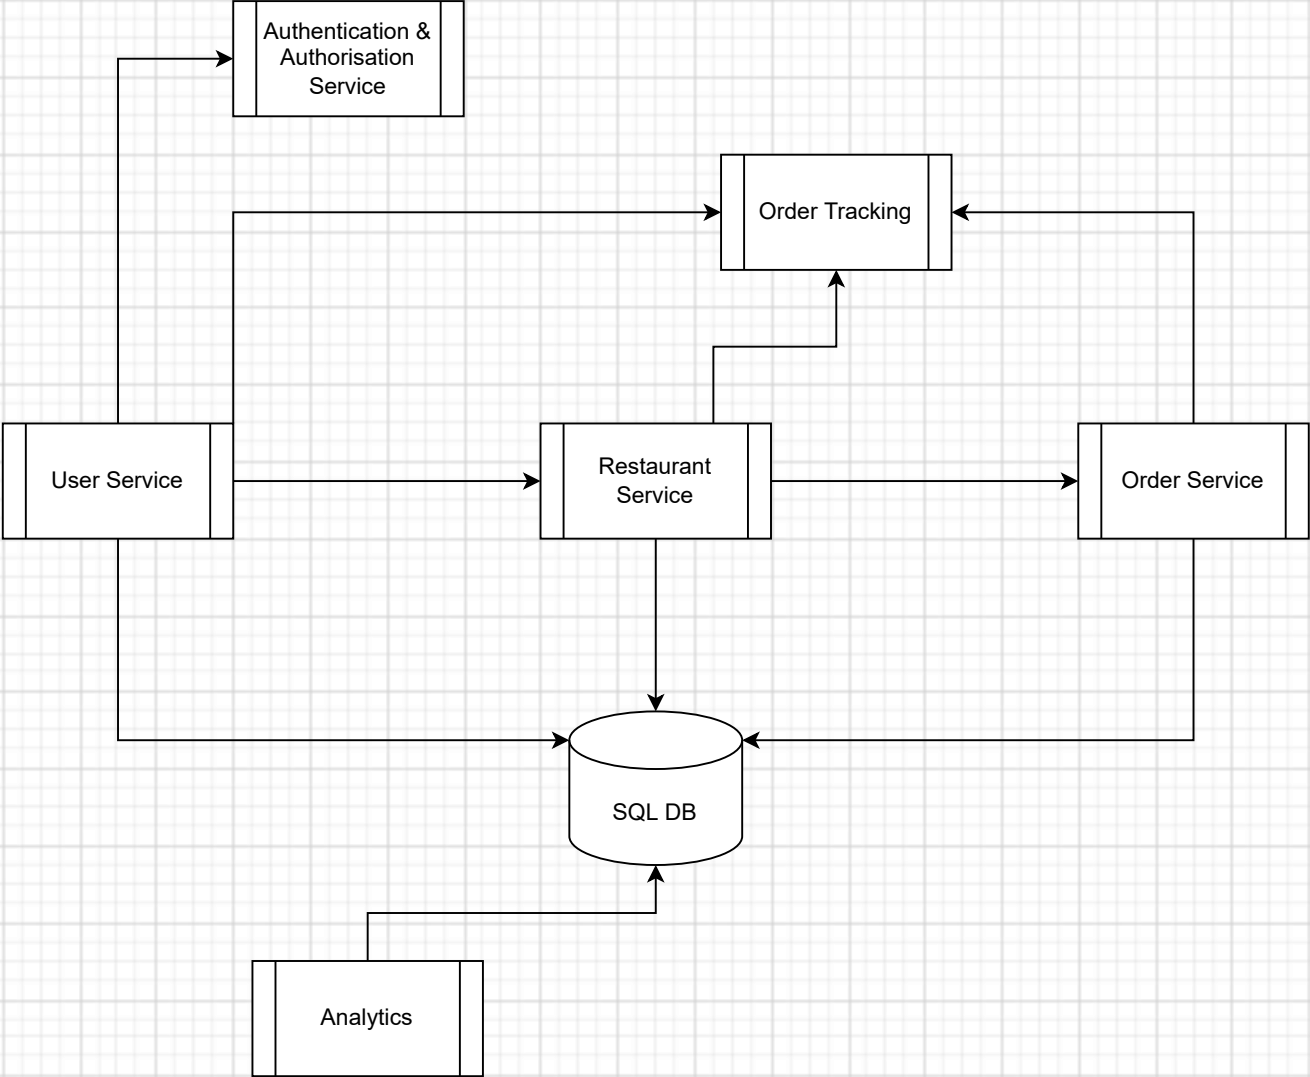 Authentication &
Authorisation
Service
Order Tracking
User Service
Restaurant
Service
Order Service
SQL DB
Analytics